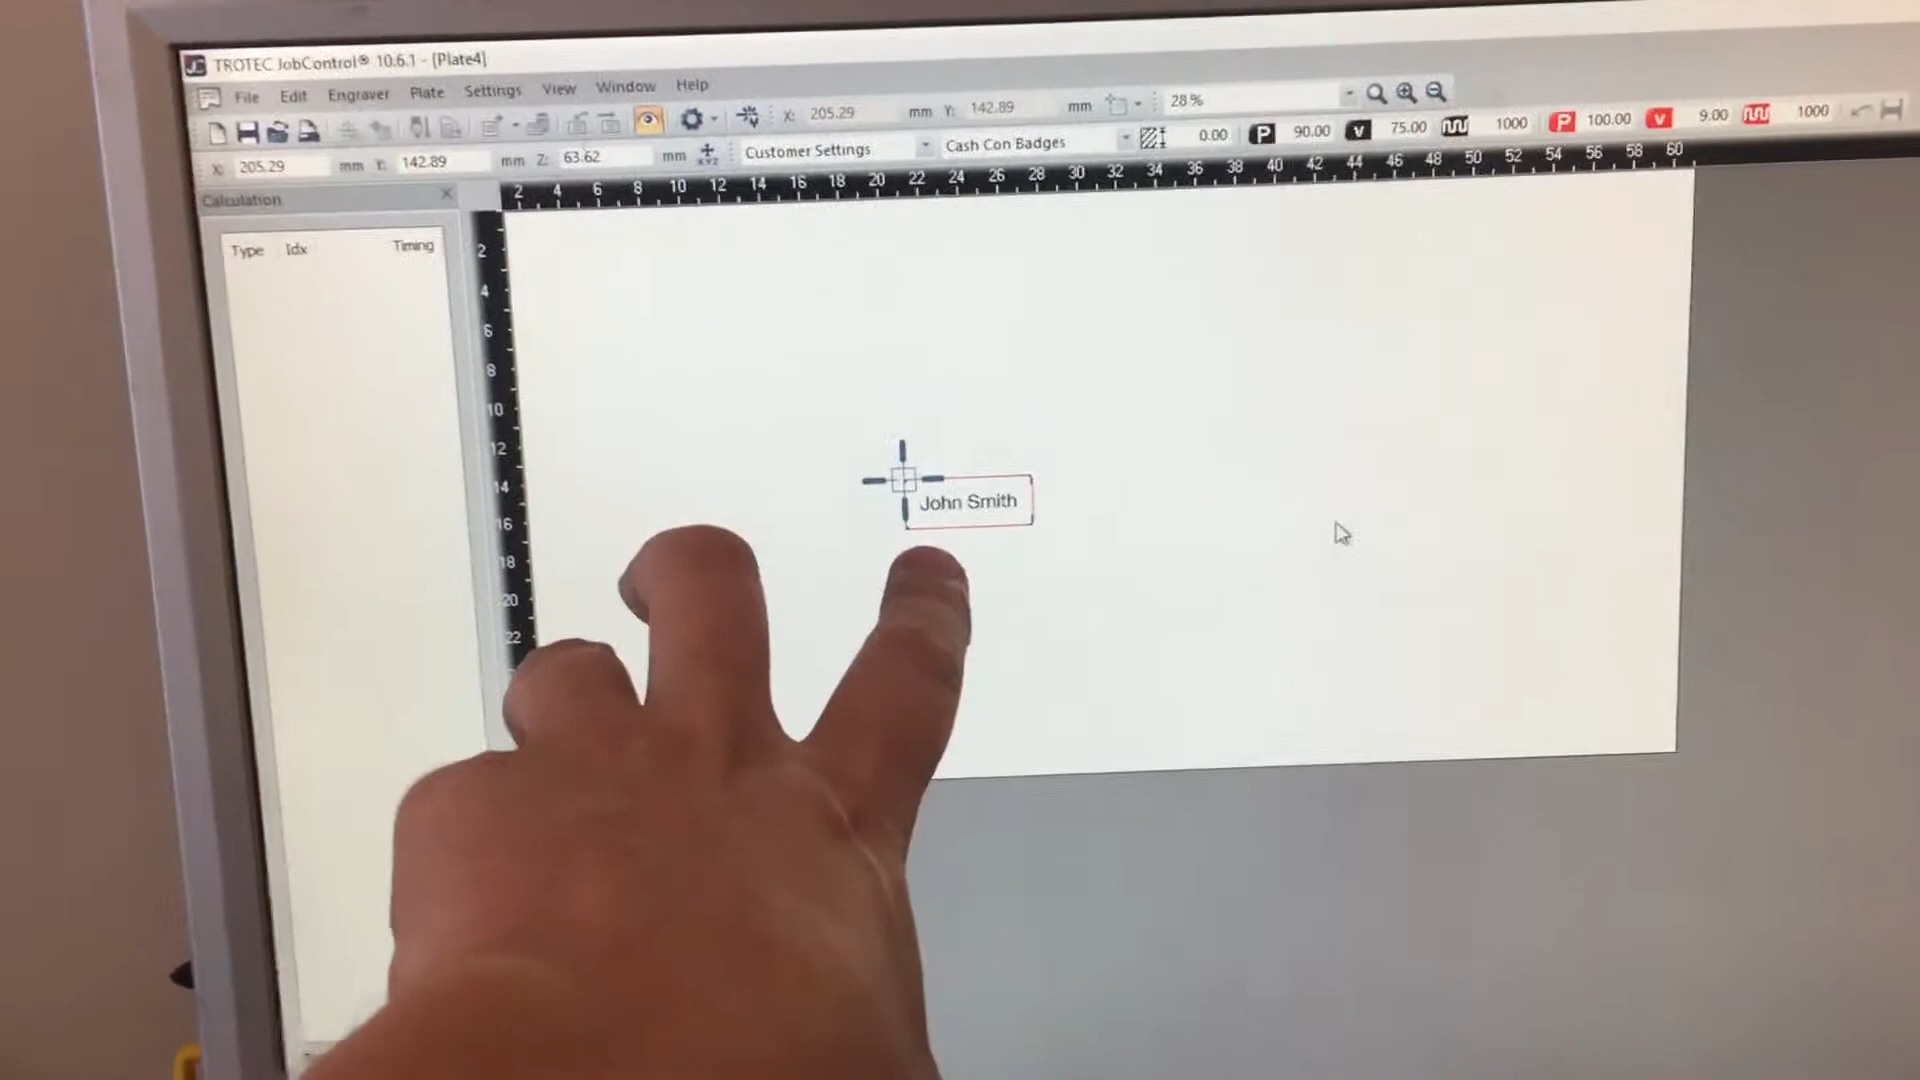 TROTEC JobControl® 10.6.1 - [Plate4]
File Edit Engraver Plate Settings View Window Help
X: 205.29 mm Y: 142.89 mm 28 %
X: 205.29 mm Y: 142.89 mm Z: 63.62 mm XYZ Customer Settings Cash Con Badges 0.00 P 90.00 V 75.00 1000 P 100.00 V 9.00 1000
Calculation
2 4 6 8 10 12 14 16 18 20 22 24 26 28 30 32 34 36 38 40 42 44 46 48 50 52 54 56 58 60
Type Idx Timing
2
4
6
8
10
12
14
16
18
20
22
John Smith